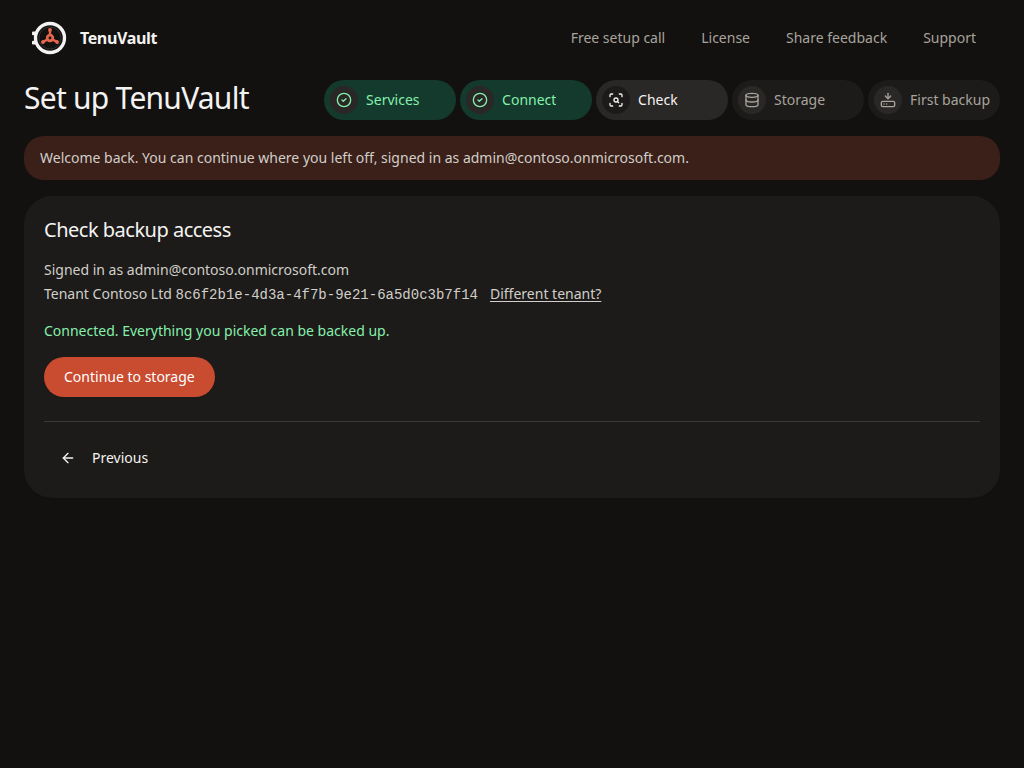 TenuVault
Free setup call
License
Share feedback
Support
Set up TenuVault
Services
Connect
Check
Storage
First backup
Welcome back. You can continue where you left off, signed in as admin@contoso.onmicrosoft.com.
Check backup access
Signed in as admin@contoso.onmicrosoft.com
Tenant Contoso Ltd 8c6f2b1e-4d3a-4f7b-9e21-6a5d0c3b7f14 Different tenant?
Connected. Everything you picked can be backed up.
Continue to storage
Previous